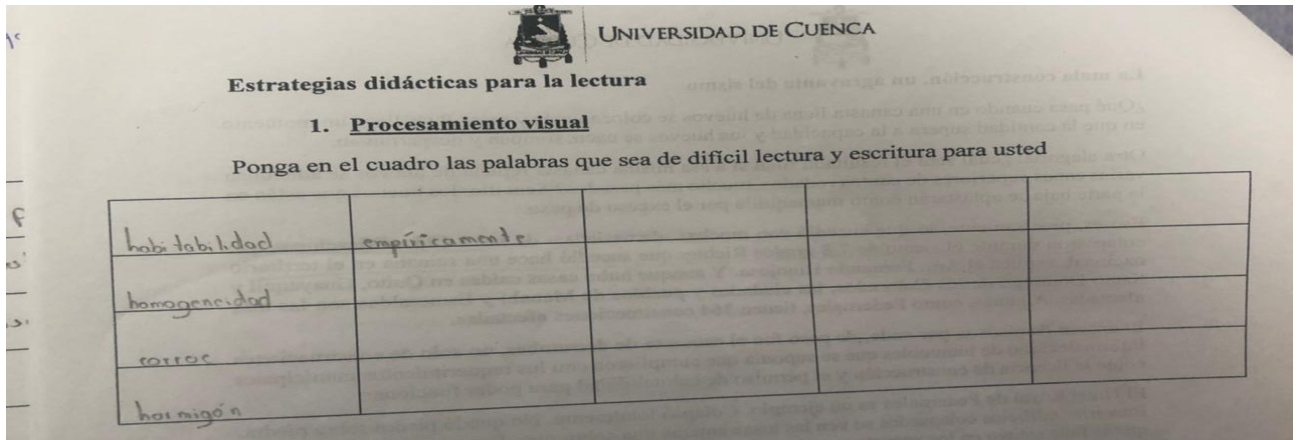 UNIVERSIDAD DE CUENCA
Estrategias didácticas para la lectura
1. Procesamiento visual
Ponga en el cuadro las palabras que sea de difícil lectura y escritura para usted
habitabilidad empíricamente
homogeneidad
corroc
hormigón